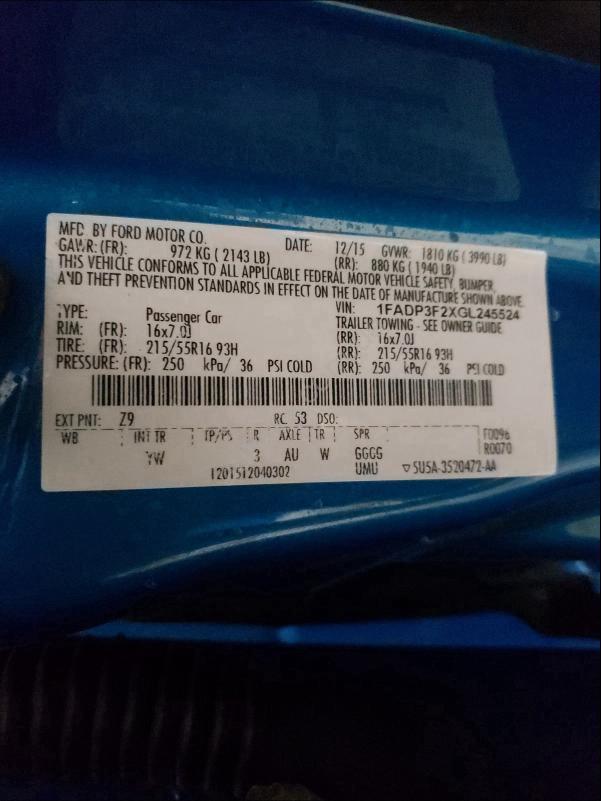 MFD. BY FORD MOTOR CO. DATE: 12/15 GVWR: 1810 KG ( 3990 LB)
GAWR: (FR): 972 KG ( 2143 LB) (RR): 880 KG ( 1940 LB)
THIS VEHICLE CONFORMS TO ALL APPLICABLE FEDERAL MOTOR VEHICLE SAFETY, BUMPER,
AND THEFT PREVENTION STANDARDS IN EFFECT ON THE DATE OF MANUFACTURE SHOWN ABOVE.
VIN: 1FADP3F2XGL245524
TYPE: Passenger Car TRAILER TOWING - SEE OWNER GUIDE
RIM: (FR): 16x7.0J (RR): 16x7.0J
TIRE: (FR): 215/55R16 93H (RR): 215/55R16 93H
PRESSURE: (FR): 250 kPa/ 36 PSI COLD (RR): 250 kPa/ 36 PSI COLD
EXT PNT: Z9 RC: 53 DSO:
WB INT TR TP/PS R AXLE TR SPR F0096
YW 3 AU W GGGG R0070
1201512040302 UMU ▽5U5A-3520472-AA